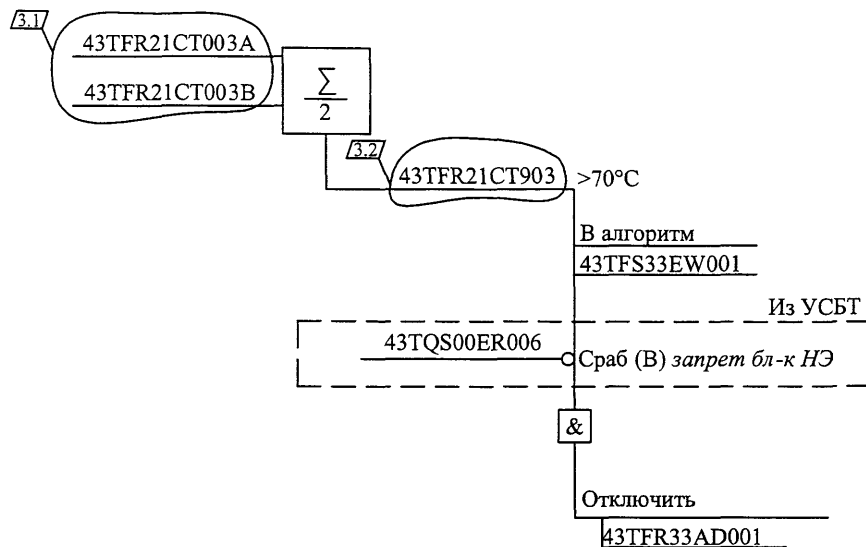 3.1
43TFR21CT003A
43TFR21CT003B
∑
2
3.2
43TFR21CT903 >70°C
В алгоритм
43TFS33EW001
Из УСБТ
43TQS00ER006
Сраб (В) запрет бл-к НЭ
&
Отключить
43TFR33AD001